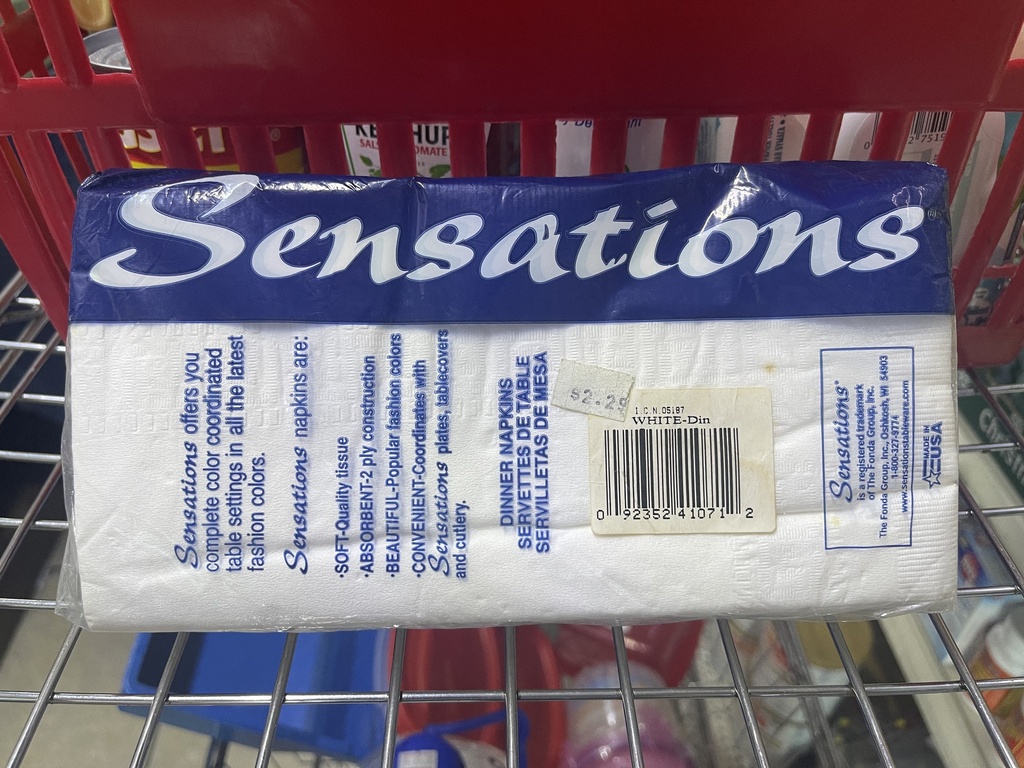 Sensations®
Sensations offers you
complete color coordinated
table settings in all the latest
fashion colors.
Sensations napkins are:
·SOFT-Quality tissue
·ABSORBENT-2 ply construction
·BEAUTIFUL-Popular fashion colors
·CONVENIENT-Coordinates with
Sensations plates, tablecovers
and cutlery.
DINNER NAPKINS
SERVETTES DE TABLE
SERVILLETAS DE MESA
$2.29
I.C.N.05187
WHITE-Din
0 92352 41071 2
Sensations®
is a registered trademark
of The Fonda Group, Inc.
The Fonda Group, Inc., Oshkosh, WI 54903
1-800-327-9774
www.sensationstableware.com
MADE IN
USA